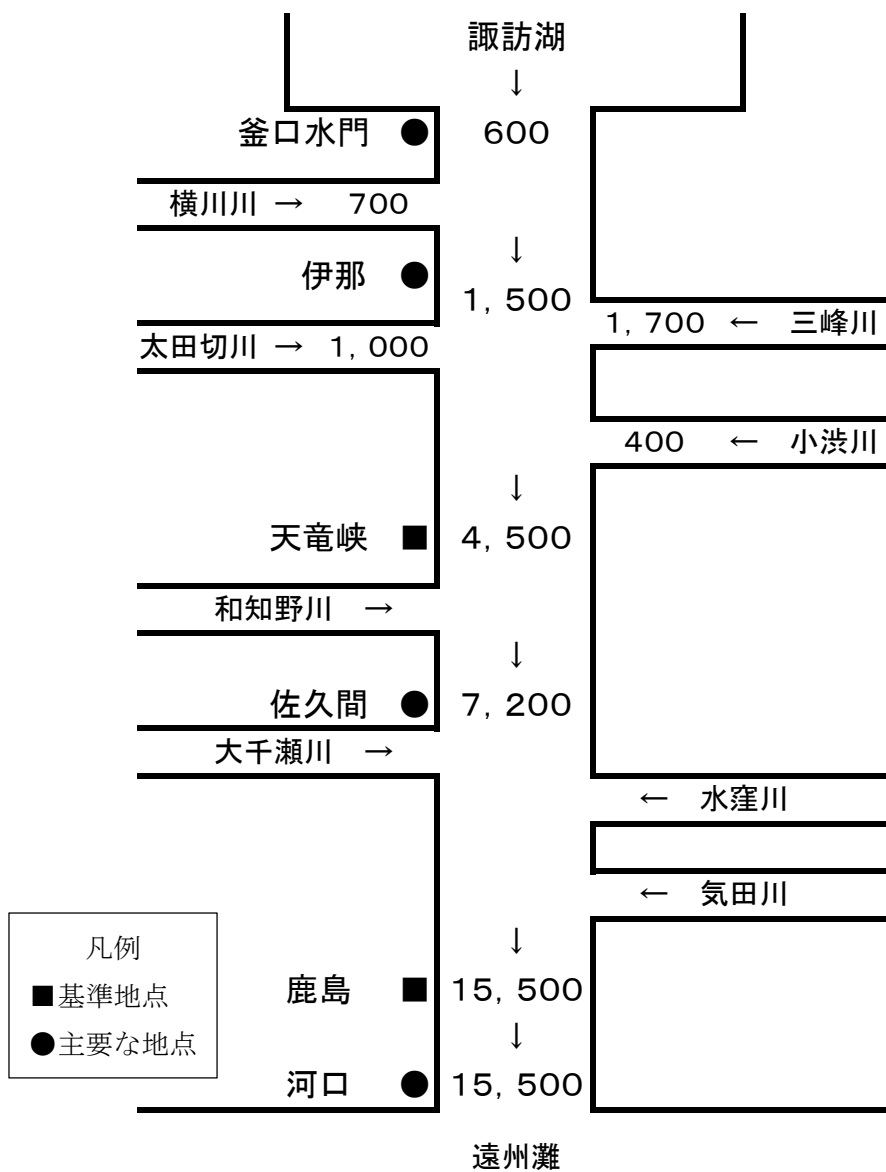 諏訪湖
↓
釜口水門 ● 600
横川川 → 700
↓
伊那 ● 1,500
1,700 ← 三峰川
太田切川 → 1,000
400 ← 小渋川
↓
天竜峡 ■ 4,500
和知野川 →
↓
佐久間 ● 7,200
大千瀬川 →
← 水窪川
← 気田川
↓
凡例
■基準地点
●主要な地点
鹿島 ■ 15,500
↓
河口 ● 15,500
遠州灘